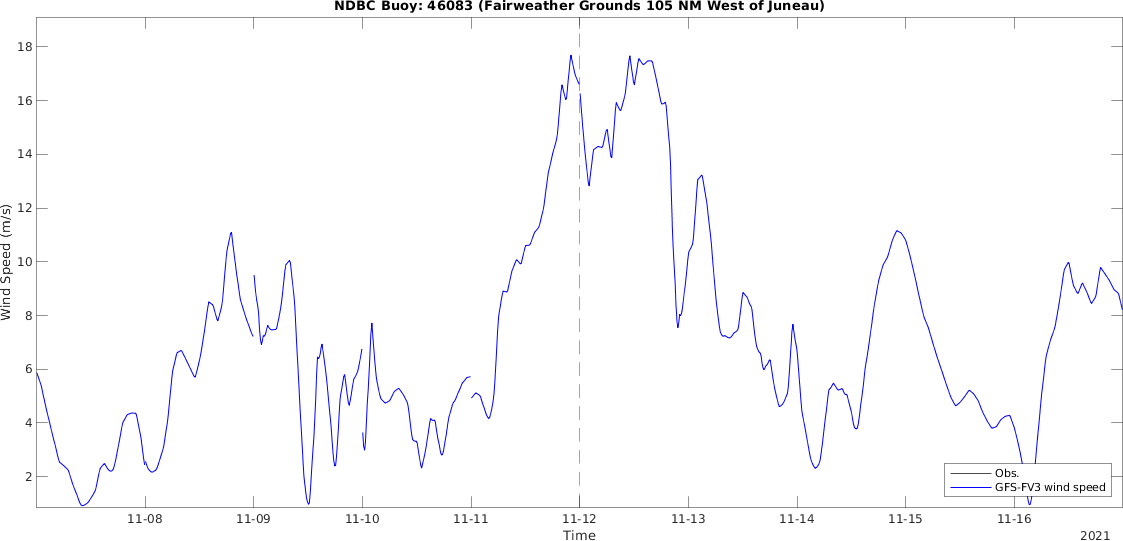 NDBC Buoy: 46083 (Fairweather Grounds 105 NM West of Juneau)
18
16
14
12
10
8
6
4
2
Wind Speed (m/s)
Obs.
GFS-FV3 wind speed
11-08 11-09 11-10 11-11 11-12 11-13 11-14 11-15 11-16
Time
2021